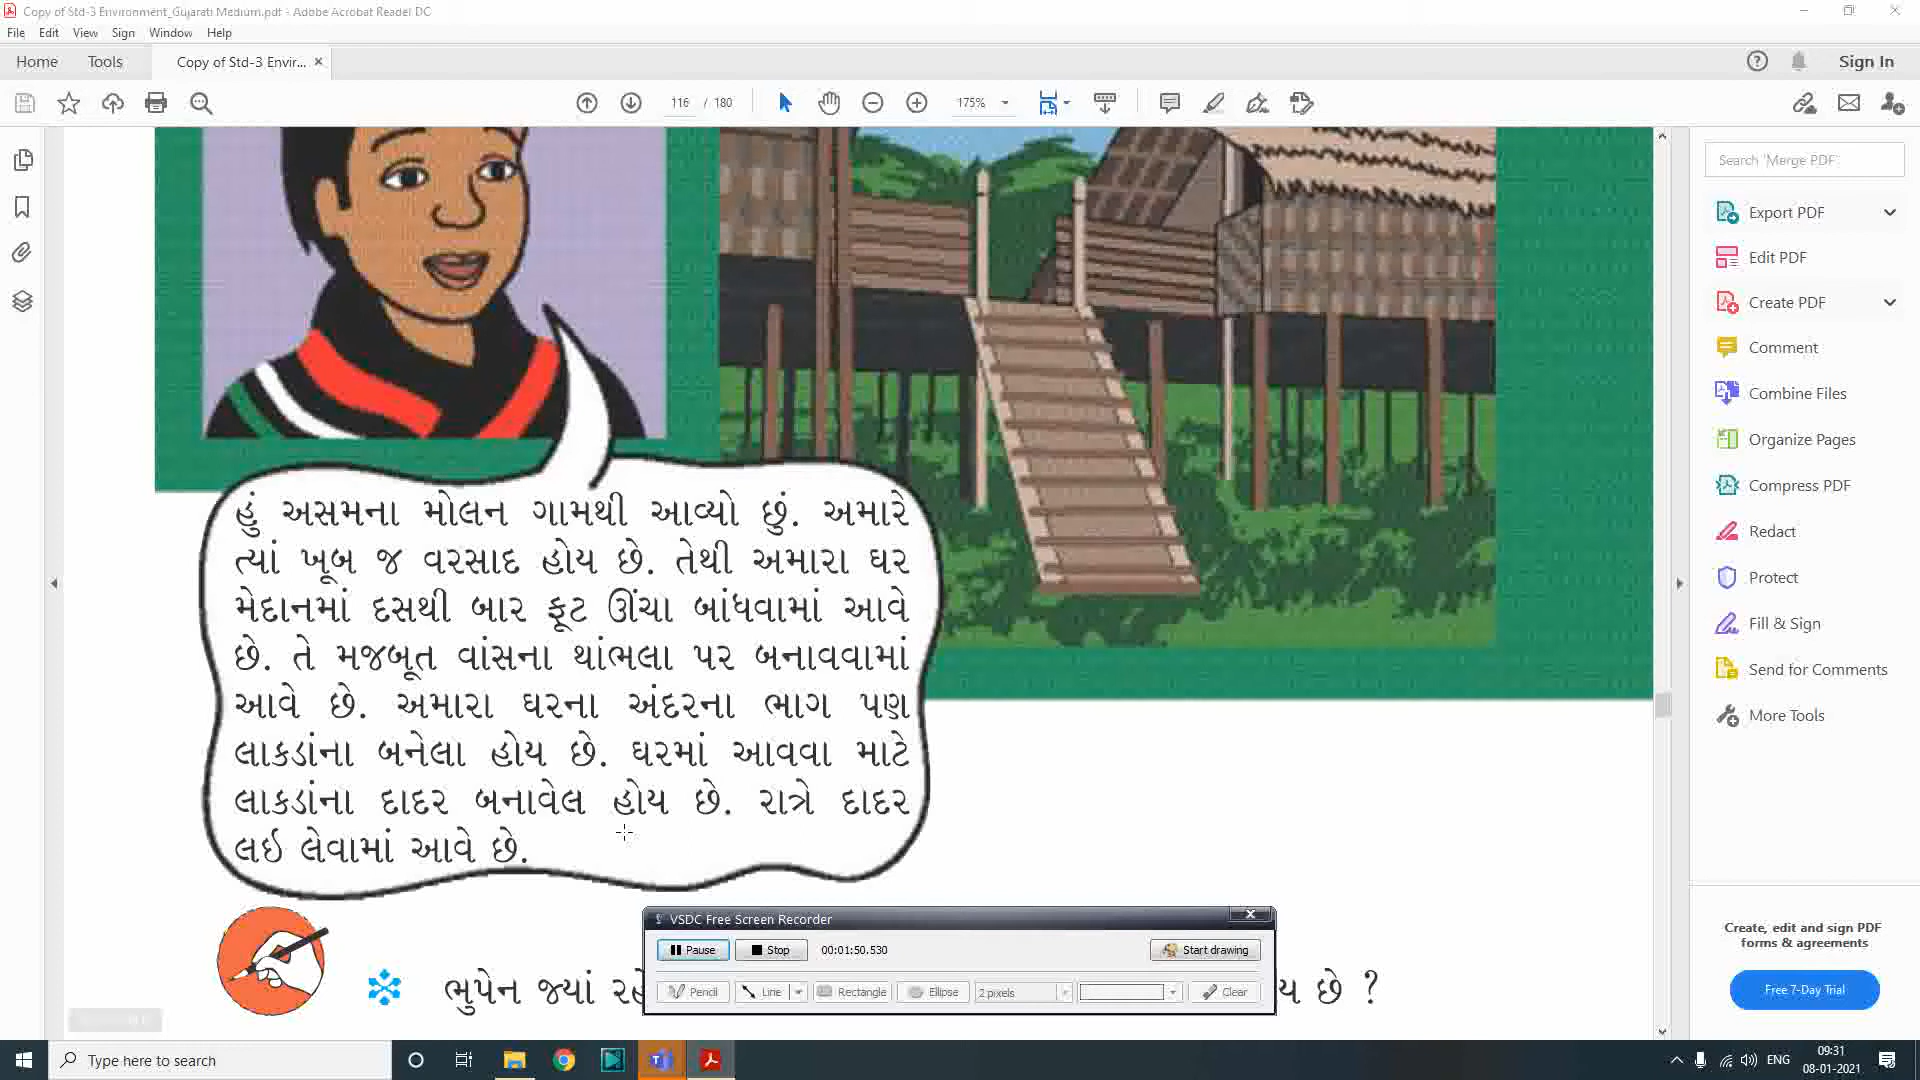 Copy of Std-3 Environment_Gujarati Medium.pdf - Adobe Acrobat Reader DC
File Edit View Sign Window Help
Home Tools Copy of Std-3 Envir... Sign In
116 / 180 175%
Search 'Merge PDF'
Export PDF
Edit PDF
Create PDF
Comment
Combine Files
Organize Pages
Compress PDF
Redact
Protect
Fill & Sign
Send for Comments
More Tools
હું અસમના મોલન ગામથી આવ્યો છું. અમારે
ત્યાં ખૂબ જ વરસાદ હોય છે. તેથી અમારા ઘર
મેદાનમાં દસથી બાર ફૂટ ઊંચા બાંધવામાં આવે
છે. તે મજબૂત વાંસના થાંભલા પર બનાવવામાં
આવે છે. અમારા ઘરના અંદરના ભાગ પણ
લાકડાંના બનેલા હોય છે. ઘરમાં આવવા માટે
લાકડાંના દાદર બનાવેલ હોય છે. રાત્રે દાદર
લઇ લેવામાં આવે છે.
ભુપેન જ્યાં
છે ?
VSDC Free Screen Recorder
Pause Stop 00:01:50.530 Start drawing
Pencil Line Rectangle Ellipse 2 pixels Clear
Create, edit and sign PDF
forms & agreements
Free 7-Day Trial
Type here to search
ENG
09:31
08-01-2021